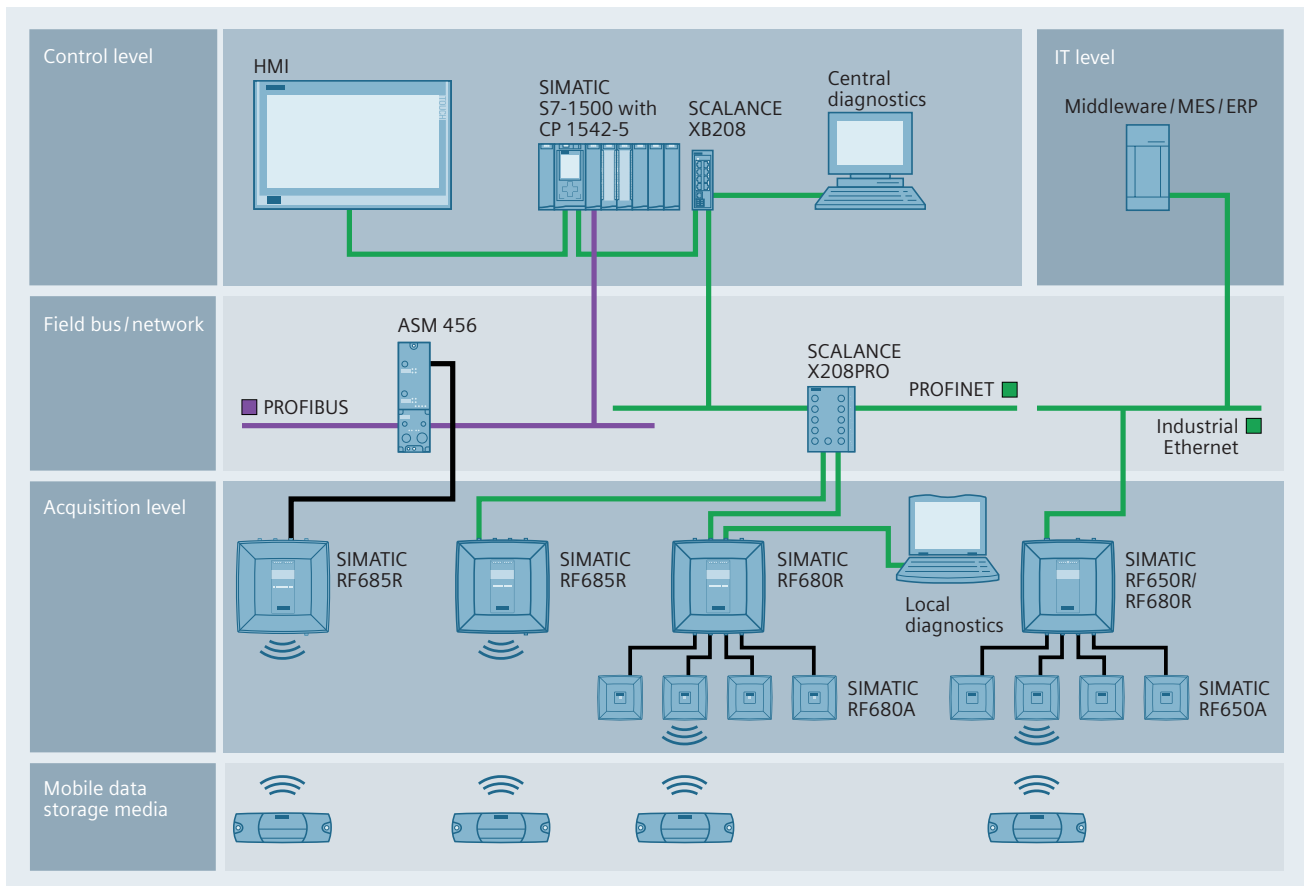 Control level
HMI
TOUCH
SIMATIC
S7-1500 with
CP 1542-5
SCALANCE
XB208
Central
diagnostics
IT level
Middleware/MES/ERP
Field bus/network
ASM 456
PROFIBUS
SCALANCE
X208PRO
PROFINET
Industrial
Ethernet
Acquisition level
SIMATIC
RF685R
SIMATIC
RF685R
SIMATIC
RF680R
Local
diagnostics
SIMATIC
RF650R/
RF680R
SIMATIC
RF680A
SIMATIC
RF650A
Mobile data
storage media